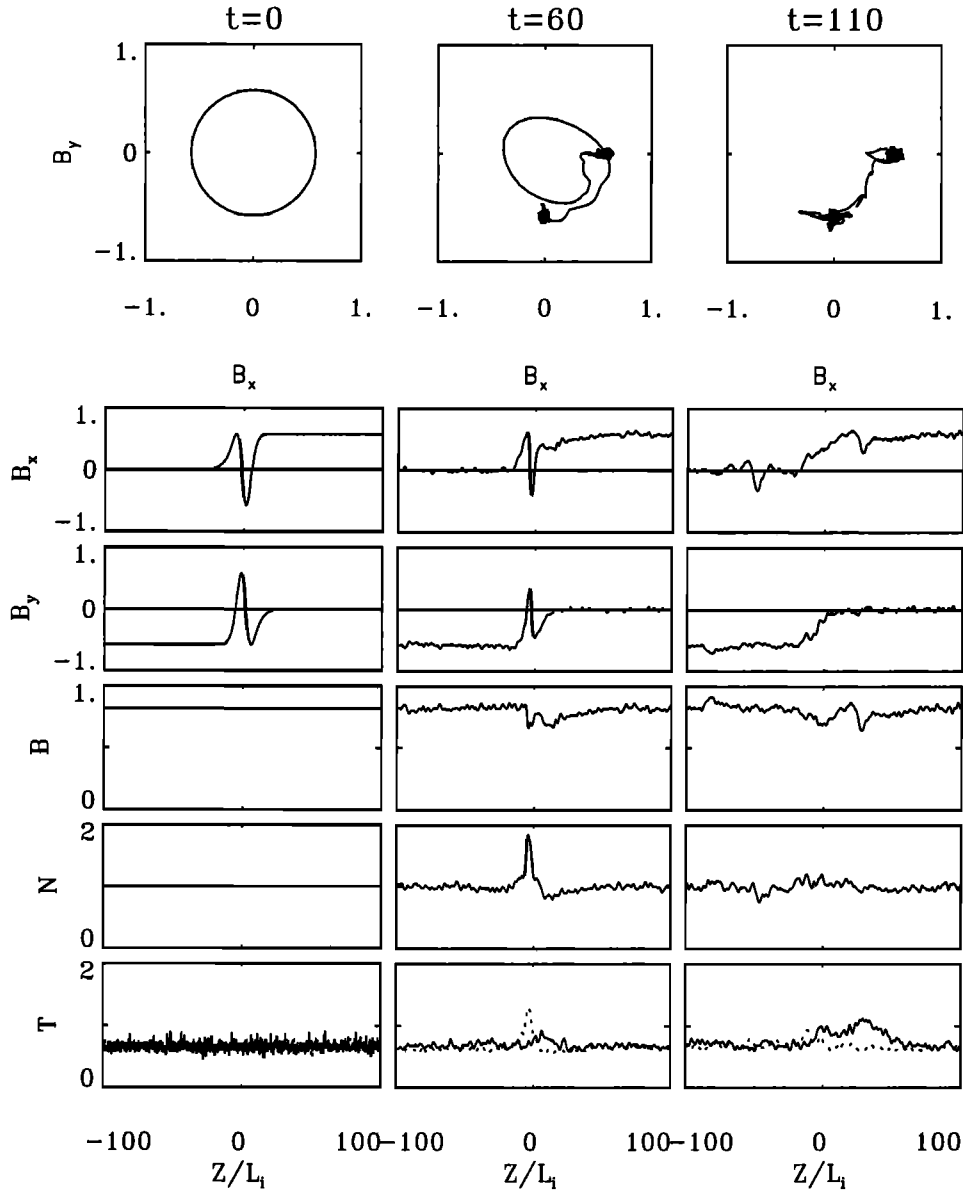 t=0 t=60 t=110
1.
B_y 0
-1.
-1. 0 1. -1. 0 1. -1. 0 1.
B_x B_x B_x
1.
B_x 0
-1.
1.
B_y 0
-1.
1.
B
0
2
N
0
2
T
0
-100 0 100 -100 0 100 -100 0 100
Z/L_i Z/L_i Z/L_i